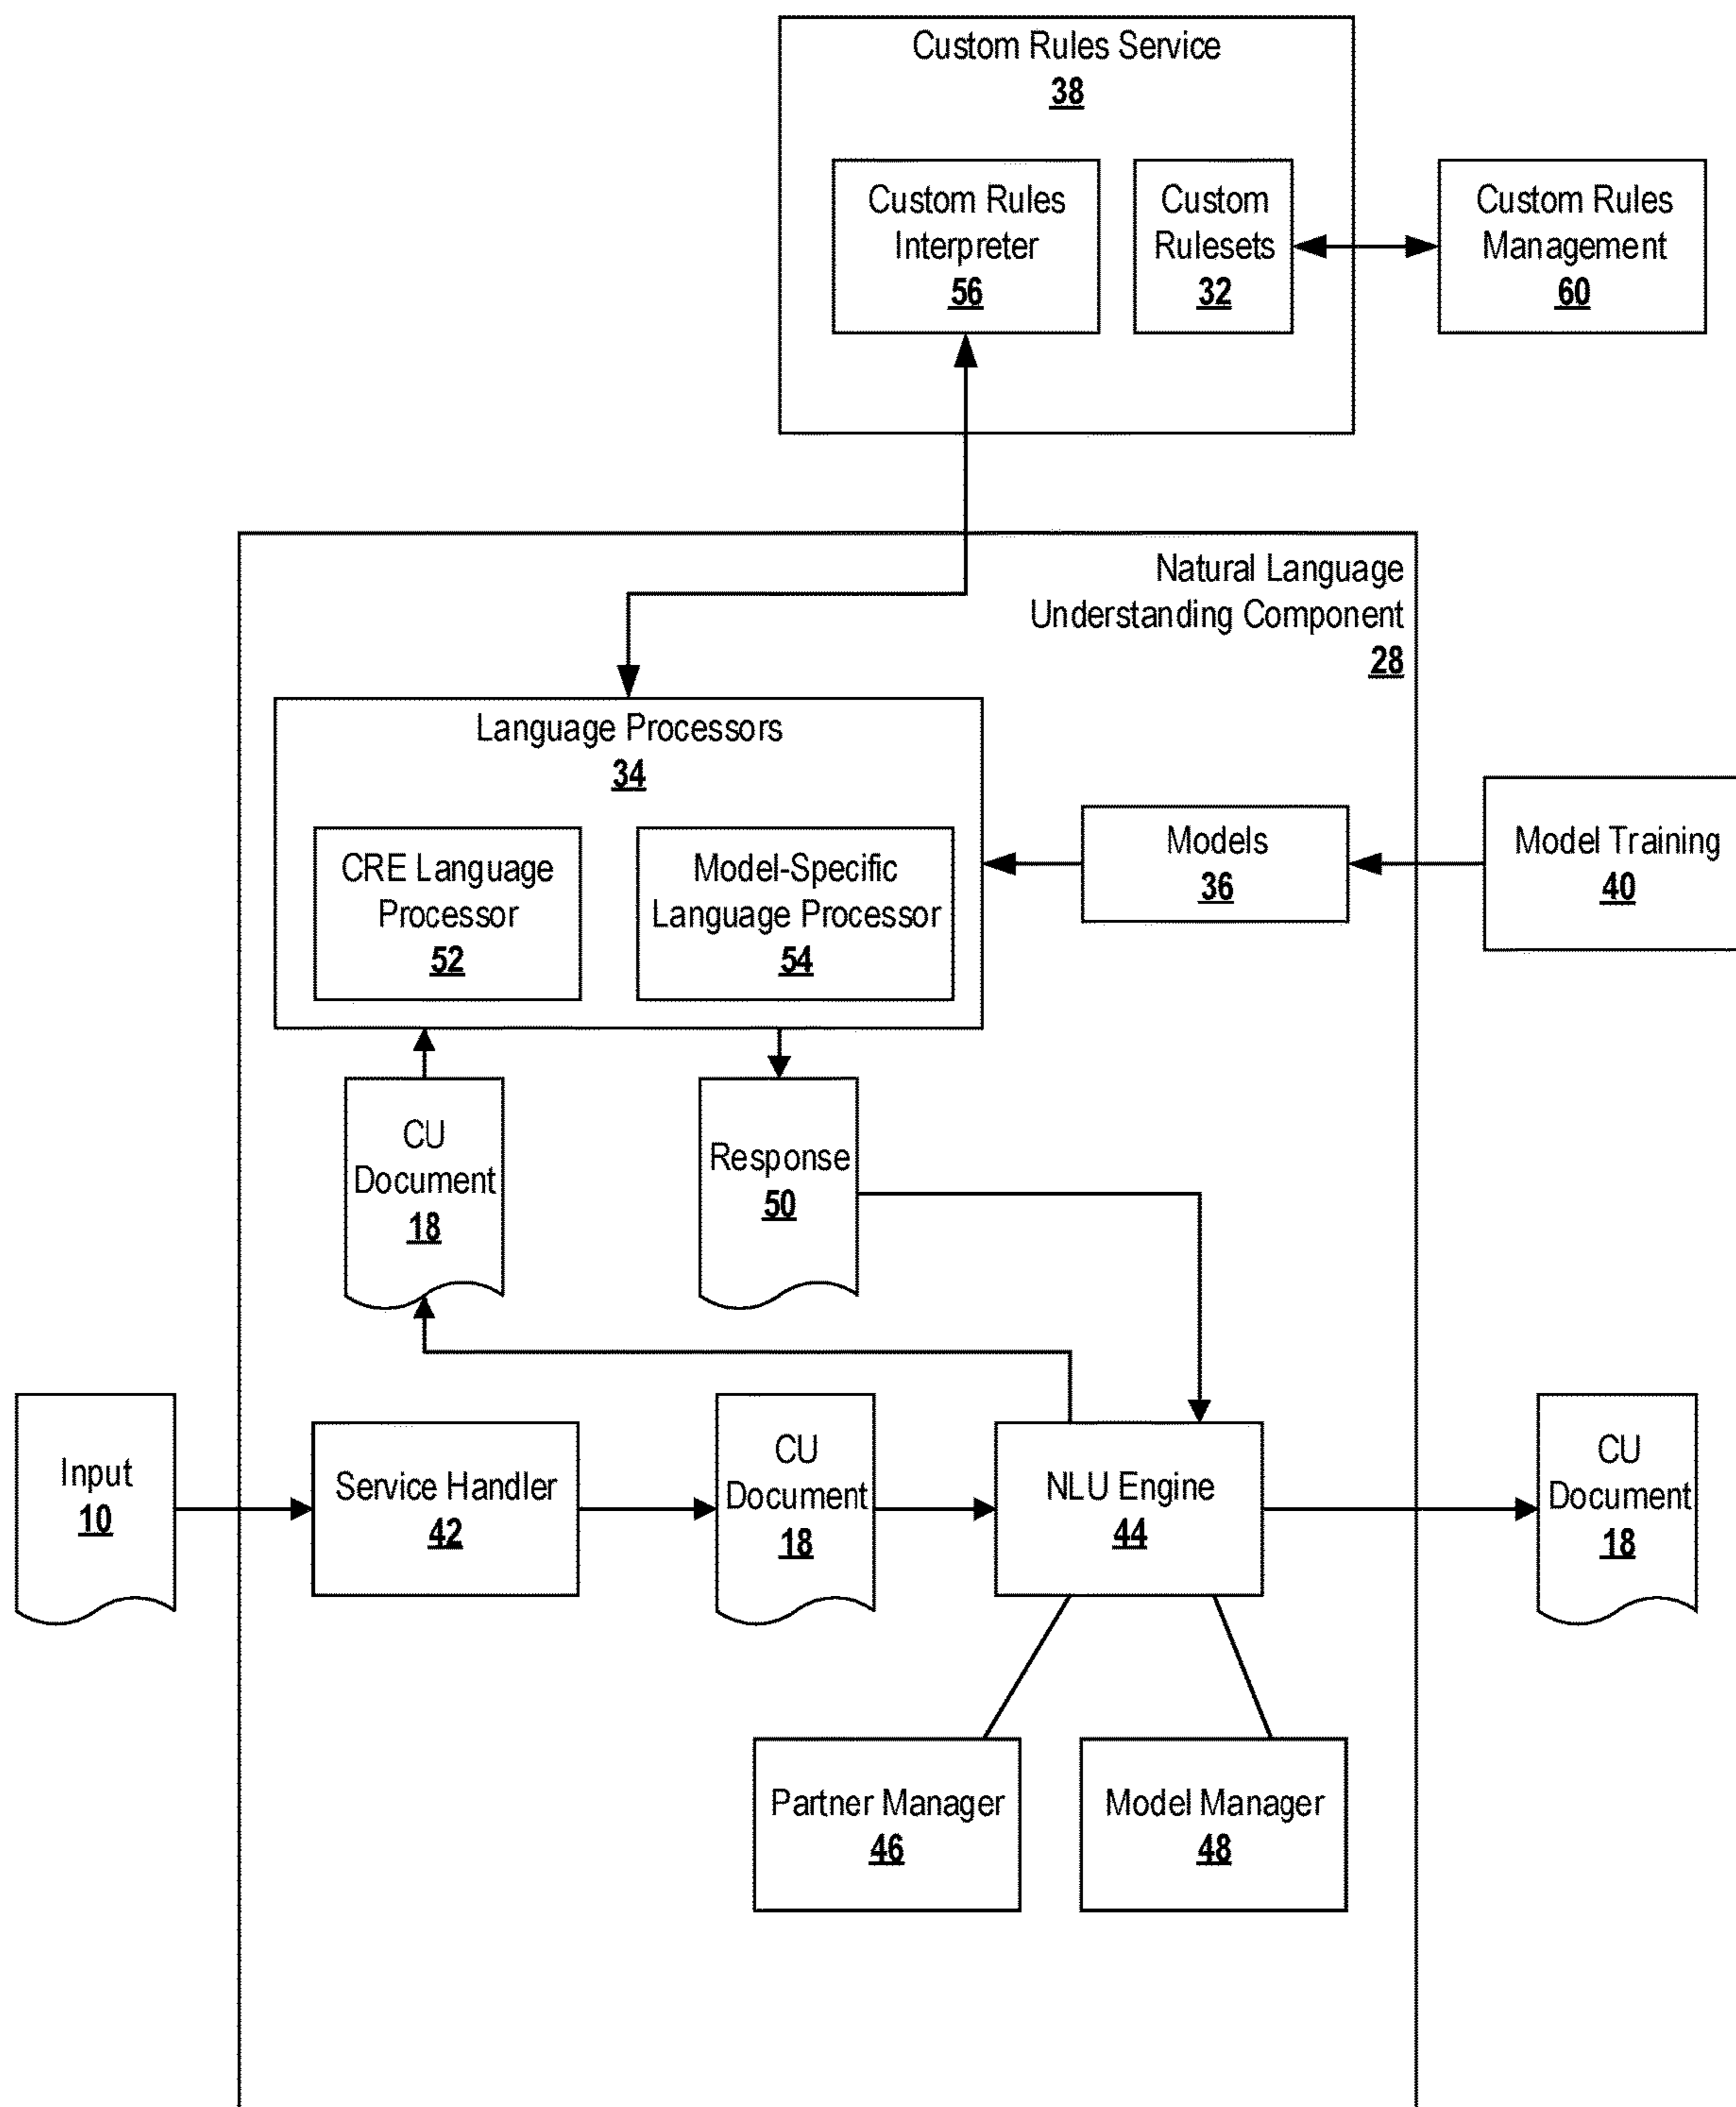 Custom Rules Service
38
Custom Rules
Interpreter
56
Custom
Rulesets
32
Custom Rules
Management
60
Natural Language
Understanding Component
28
Language Processors
34
CRE Language
Processor
52
Model-Specific
Language Processor
54
Models
36
Model Training
40
CU
Document
18
Response
50
Input
10
Service Handler
42
CU
Document
18
NLU Engine
44
CU
Document
18
Partner Manager
46
Model Manager
48